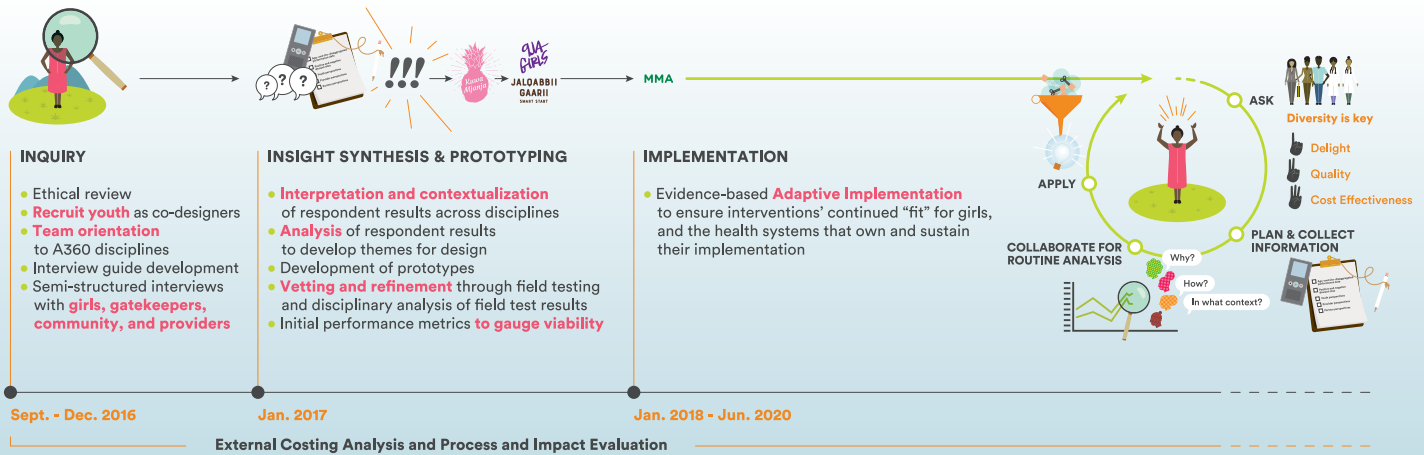 Kuwa
Mjanja
9JA
GIRLS
JALQABBII
GAARII
SMART START
MMA
INQUIRY
• Ethical review
• Recruit youth as co-designers
• Team orientation
to A360 disciplines
• Interview guide development
• Semi-structured interviews
with girls, gatekeepers,
community, and providers
INSIGHT SYNTHESIS & PROTOTYPING
• Interpretation and contextualization
of respondent results across disciplines
• Analysis of respondent results
to develop themes for design
• Development of prototypes
• Vetting and refinement through field testing
and disciplinary analysis of field test results
• Initial performance metrics to gauge viability
IMPLEMENTATION
• Evidence-based Adaptive Implementation
to ensure interventions' continued “fit” for girls,
and the health systems that own and sustain
their implementation
ASK
Diversity is key
Delight
Quality
Cost Effectiveness
PLAN & COLLECT
INFORMATION
COLLABORATE FOR
ROUTINE ANALYSIS
Why?
How?
In what context?
APPLY
Sept. - Dec. 2016
Jan. 2017
Jan. 2018 - Jun. 2020
External Costing Analysis and Process and Impact Evaluation